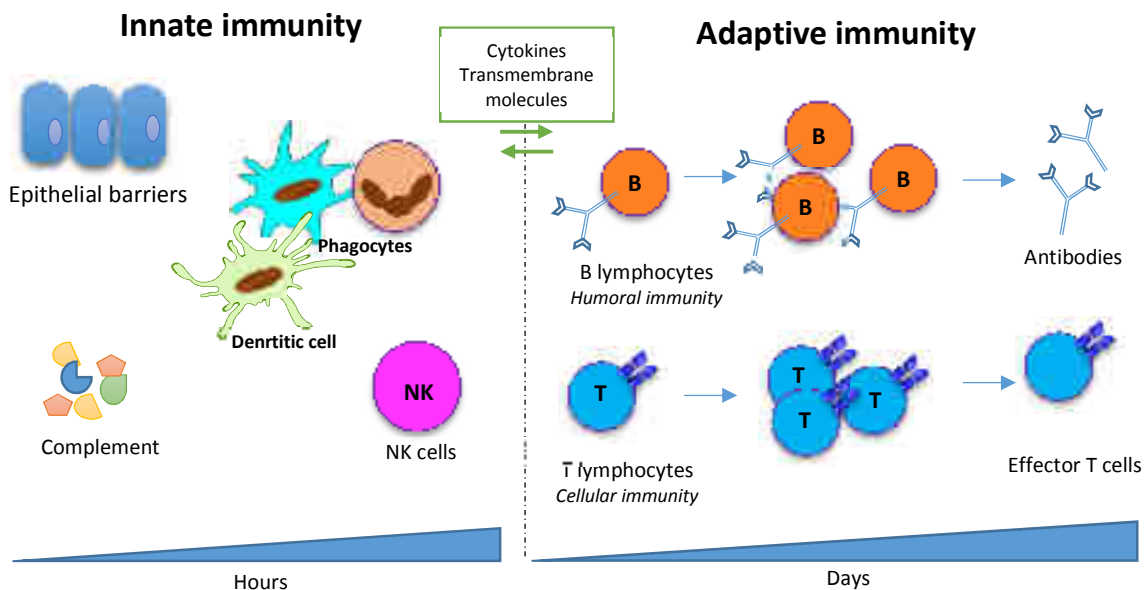 Innate immunity
Cytokines
Transmembrane
molecules
Adaptive immunity
Epithelial barriers
Phagocytes
Denrtitic cell
Complement
NK
NK cells
B
B
B
B
B lymphocytes
Humoral immunity
Antibodies
T
T
T
T
T lymphocytes
Cellular immunity
Effector T cells
Hours
Days